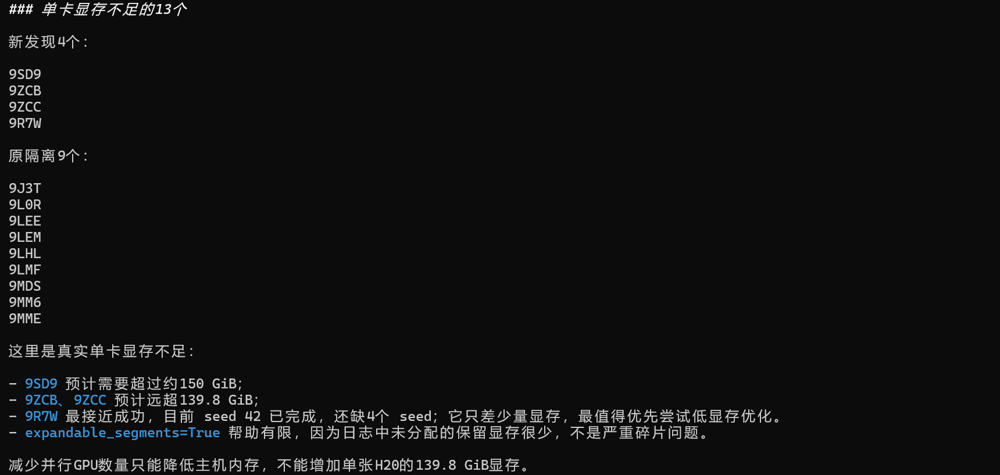 ### 单卡显存不足的13个
新发现4个：
9SD9
9ZCB
9ZCC
9R7W
原隔离9个：
9J3T
9L0R
9LEE
9LEM
9LHL
9LMF
9MDS
9MM6
9MME
这里是真实单卡显存不足：
- 9SD9 预计需要超过约150 GiB；
- 9ZCB、9ZCC 预计远超139.8 GiB；
- 9R7W 最接近成功，目前 seed 42 已完成，还缺4个 seed；它只差少量显存，最值得优先尝试低显存优化。
- expandable_segments=True 帮助有限，因为日志中未分配的保留显存很少，不是严重碎片问题。
减少并行GPU数量只能降低主机内存，不能增加单张H20的139.8 GiB显存。